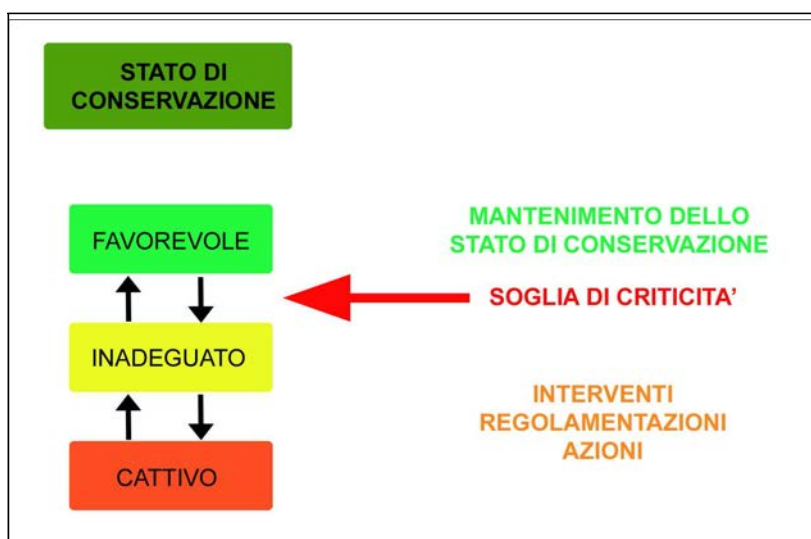 STATO DI
CONSERVAZIONE
FAVOREVOLE
MANTENIMENTO DELLO
STATO DI CONSERVAZIONE
SOGLIA DI CRITICITA’
INADEGUATO
INTERVENTI
REGOLAMENTAZIONI
AZIONI
CATTIVO